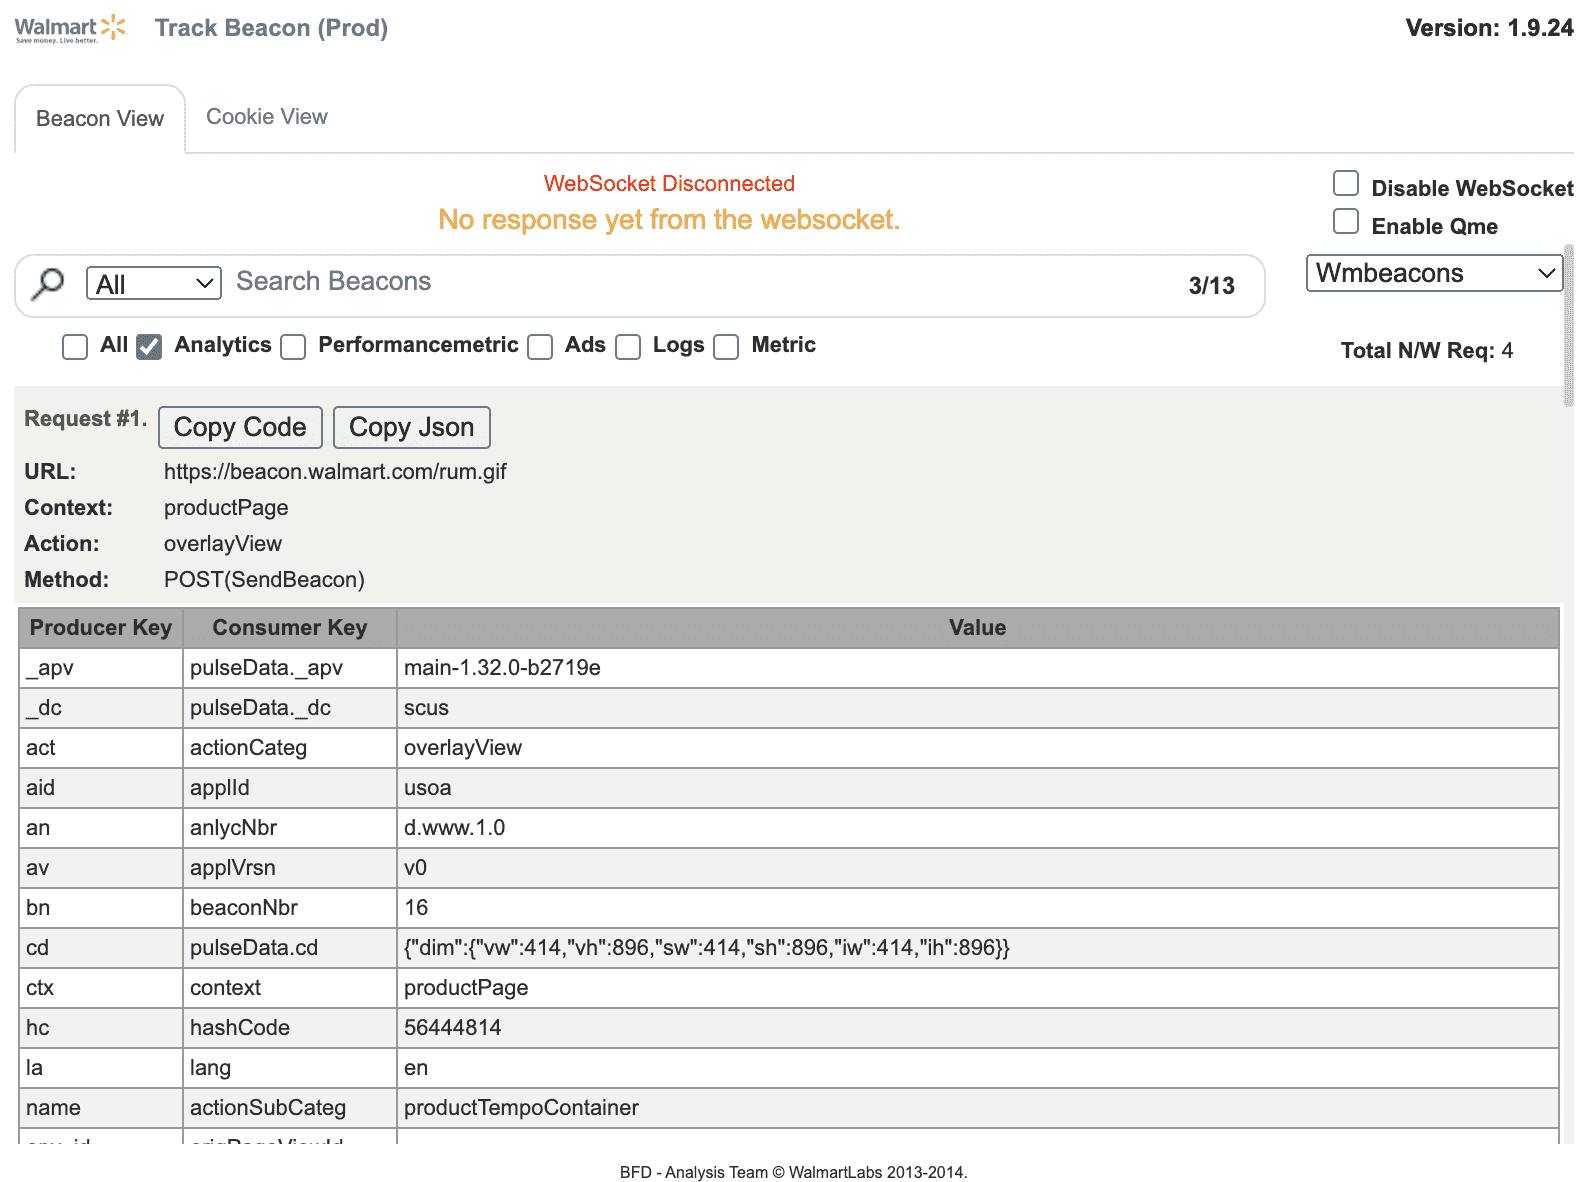 Walmart Track Beacon (Prod) Version: 1.9.24
Save money. Live better.
Beacon View Cookie View
WebSocket Disconnected
No response yet from the websocket.
Disable WebSocket
Enable Qme
All Search Beacons 3/13 Wmbeacons
All Analytics Performancemetric Ads Logs Metric
Total N/W Req: 4
Request #1. Copy Code Copy Json
URL: https://beacon.walmart.com/rum.gif
Context: productPage
Action: overlayView
Method: POST(SendBeacon)
Producer Key Consumer Key Value
_apv pulseData._apv main-1.32.0-b2719e
_dc pulseData._dc scus
act actionCateg overlayView
aid applId usoa
an anlycNbr d.www.1.0
av applVrsn v0
bn beaconNbr 16
cd pulseData.cd {"dim":{"vw":414,"vh":896,"sw":414,"sh":896,"iw":414,"ih":896}}
ctx context productPage
hc hashCode 56444814
la lang en
name actionSubCateg productTempoContainer
BFD - Analysis Team © WalmartLabs 2013-2014.